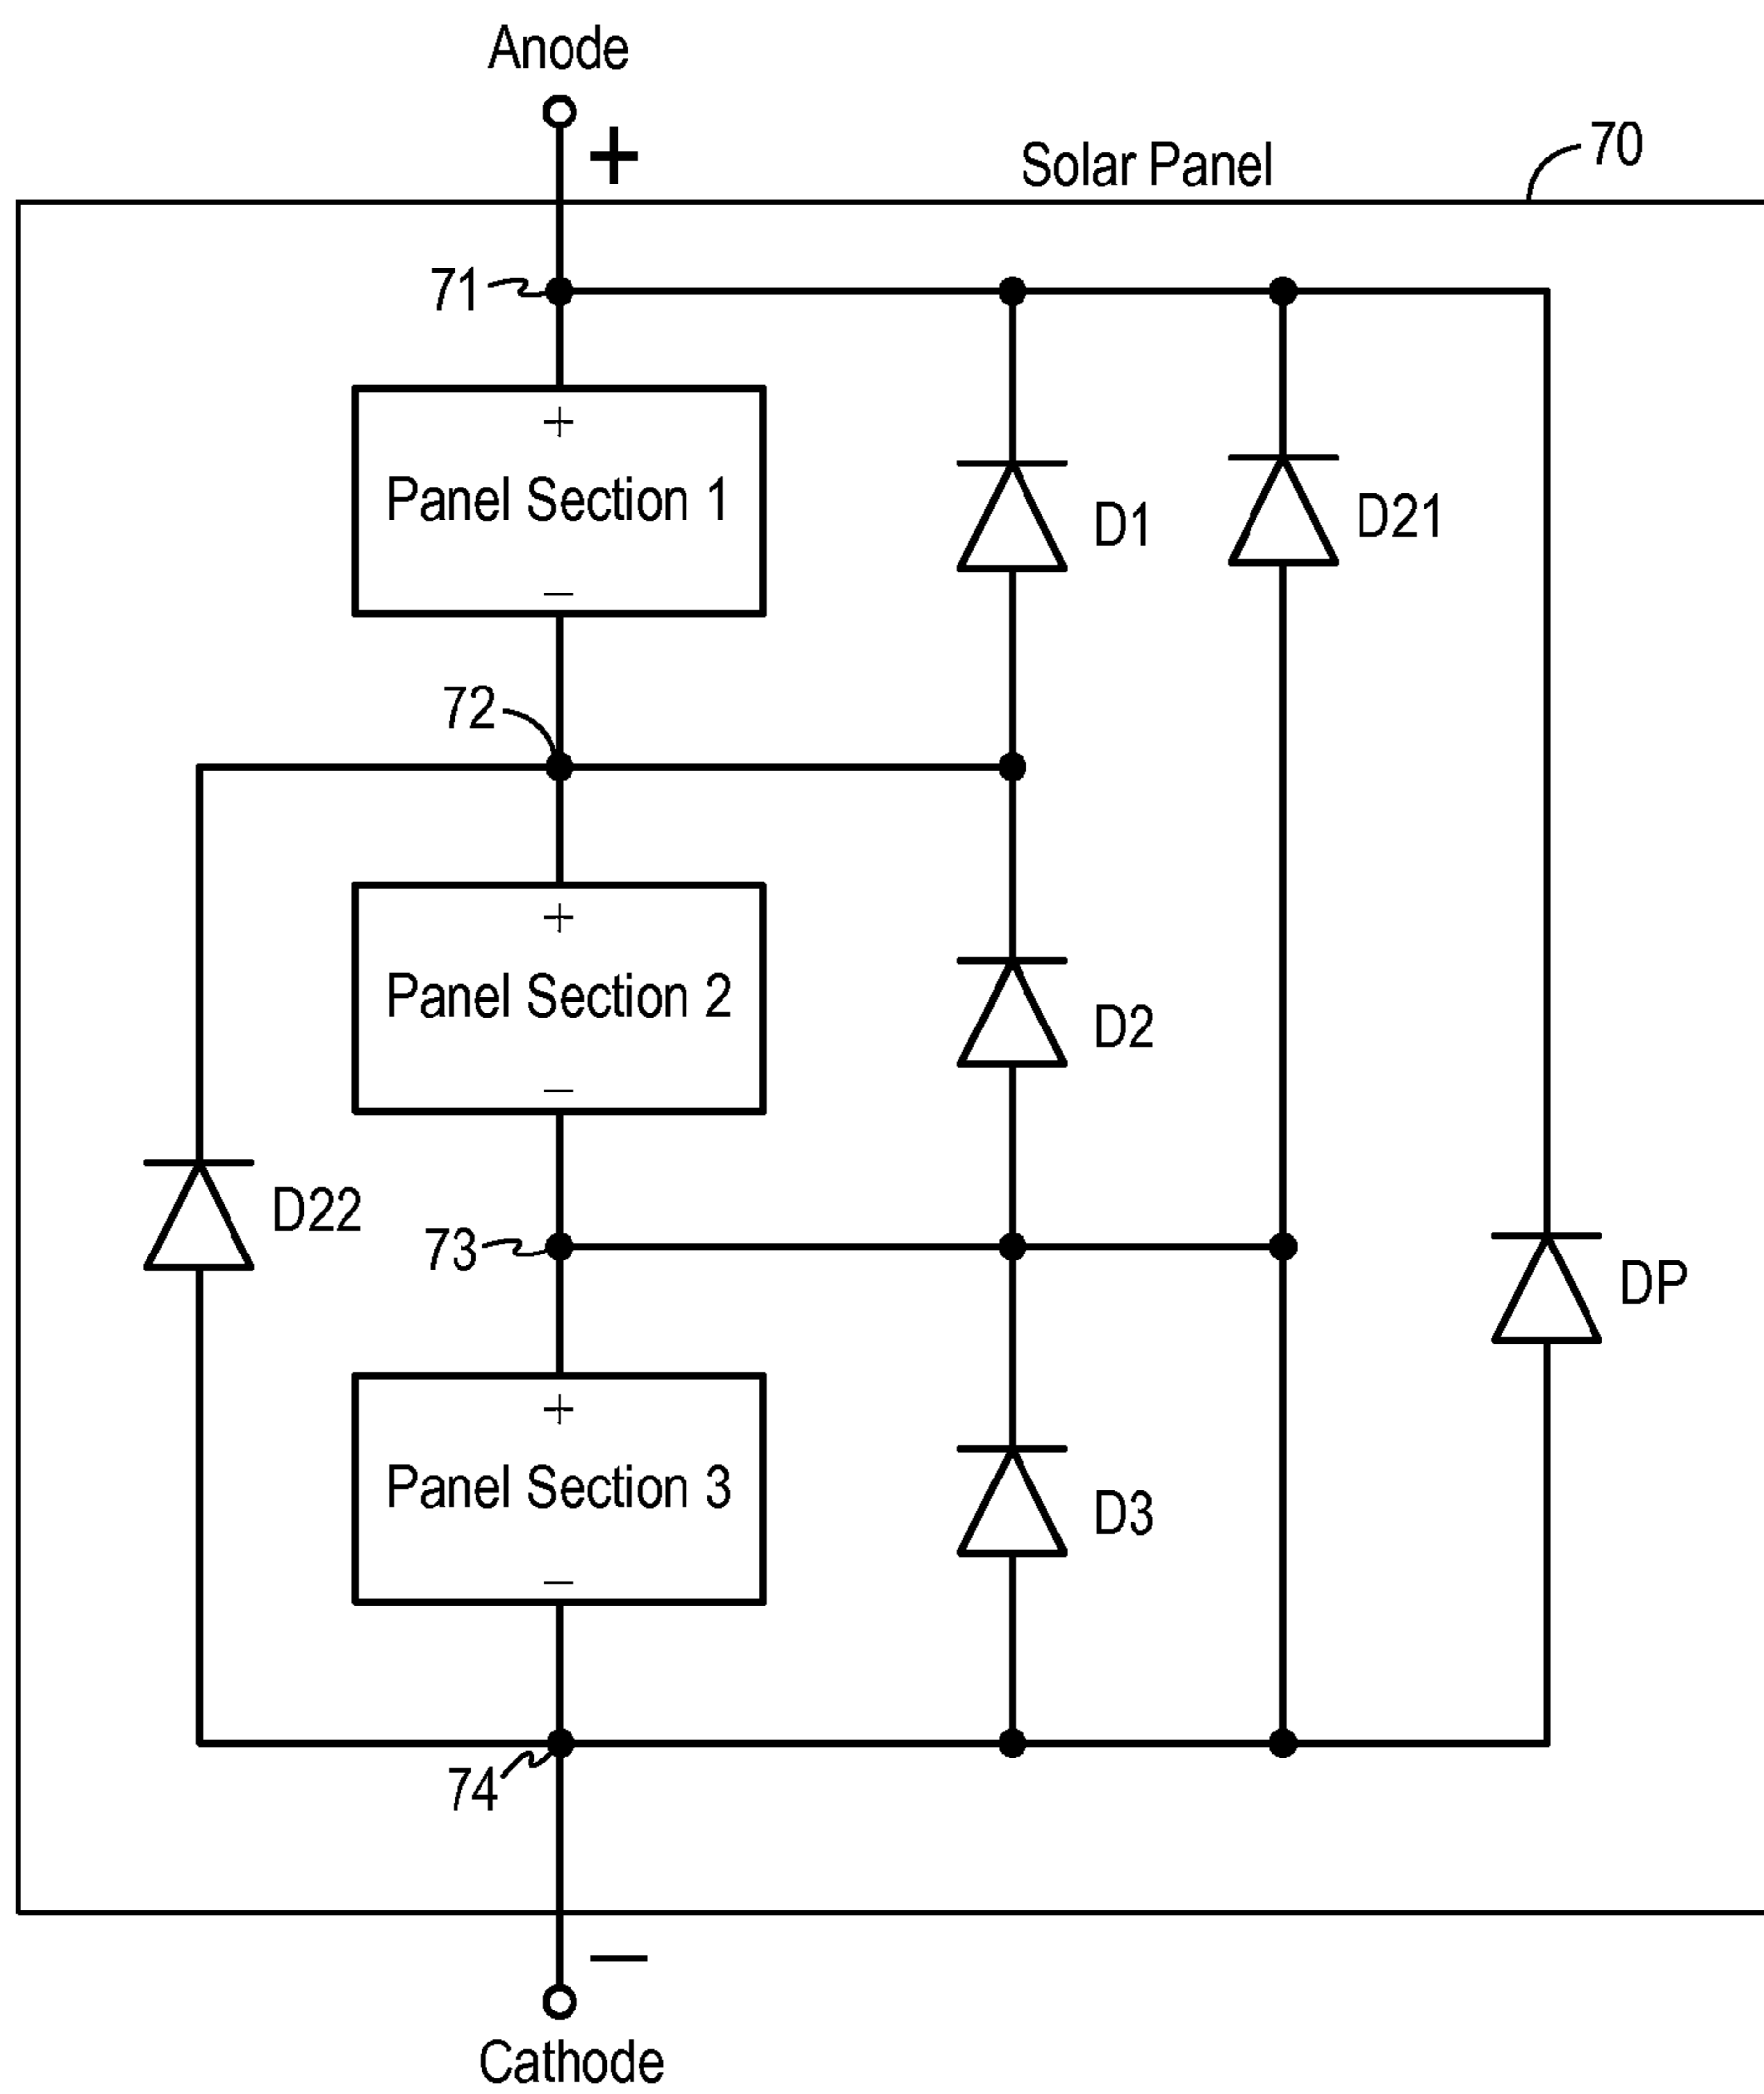 Anode
+
Solar Panel
70
71
+
Panel Section 1
−
D1
D21
72
+
Panel Section 2
−
D2
D22
73
DP
+
Panel Section 3
−
D3
74
−
Cathode